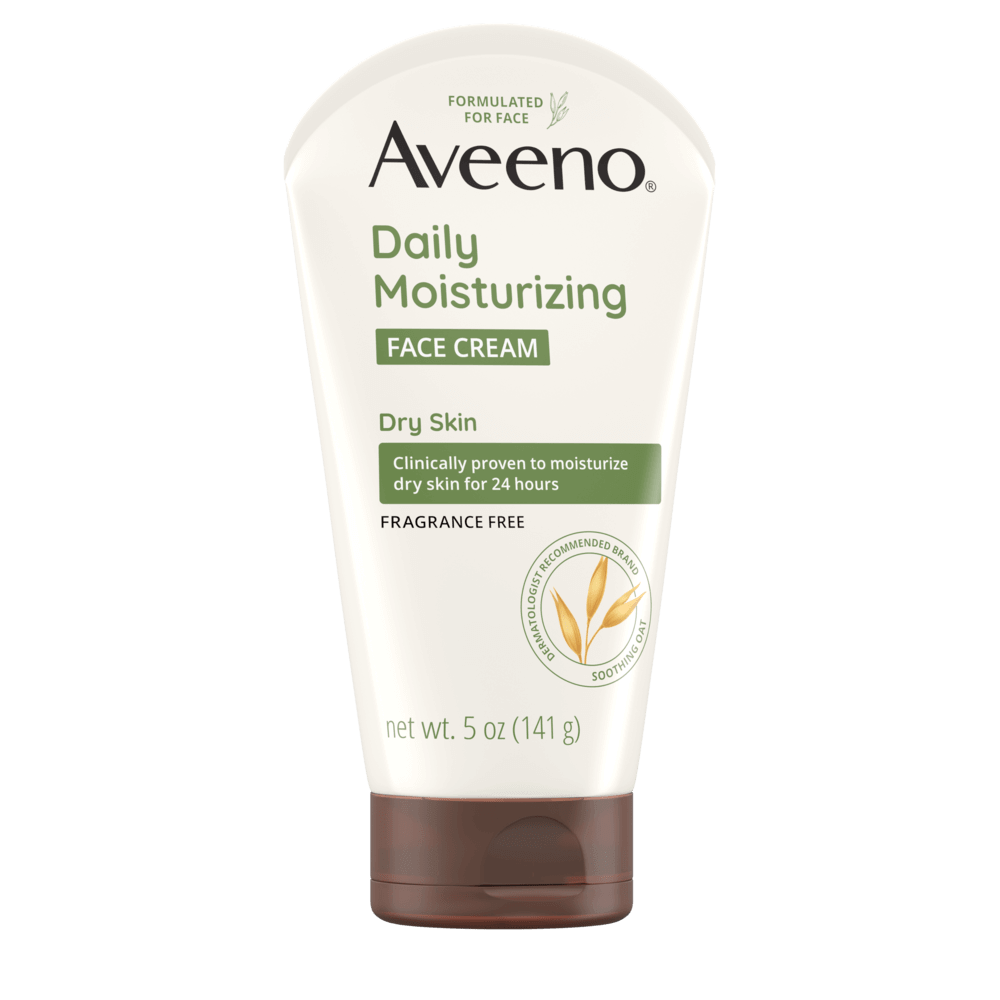 FORMULATED
FOR FACE
Aveeno®
Daily
Moisturizing
FACE CREAM
Dry Skin
Clinically proven to moisturize
dry skin for 24 hours
FRAGRANCE FREE
DERMATOLOGIST RECOMMENDED BRAND
SOOTHING OAT
net wt. 5 oz (141 g)